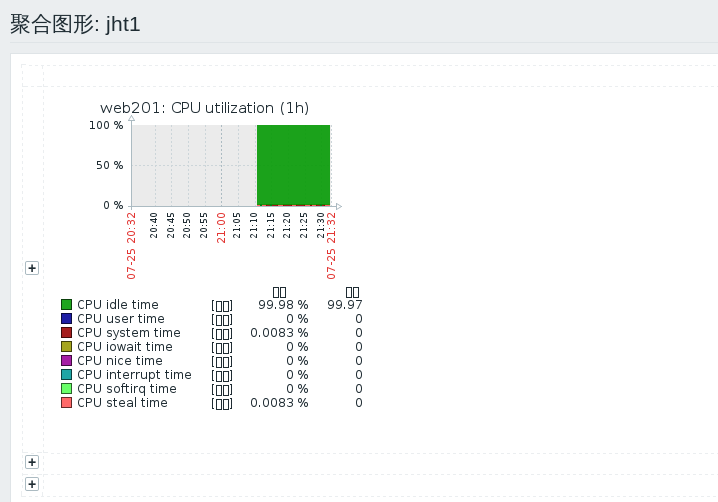 聚合图形: jht1
web201: CPU utilization (1h)
100 %
50 %
0 %
07-25 20:32
20:40
20:45
20:50
20:55
21:00
21:05
21:10
21:15
21:20
21:25
21:30
07-25 21:32
▯▯ ▯▯
CPU idle time [▯▯] 99.98 % 99.97
CPU user time [▯▯] 0 % 0
CPU system time [▯▯] 0.0083 % 0
CPU iowait time [▯▯] 0 % 0
CPU nice time [▯▯] 0 % 0
CPU interrupt time [▯▯] 0 % 0
CPU softirq time [▯▯] 0 % 0
CPU steal time [▯▯] 0.0083 % 0